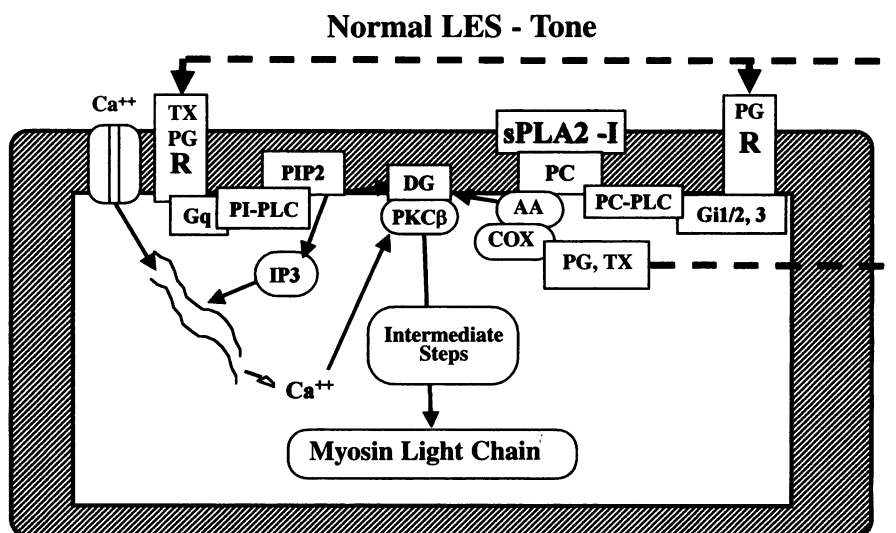 Normal LES - Tone
Ca++
TX
PG
R
PG
R
sPLA2 -I
PIP2
DG
PC
Gq
PI-PLC
PKCβ
AA
PC-PLC
Gi1/2, 3
COX
IP3
PG, TX
Intermediate
Steps
Ca++
Myosin Light Chain